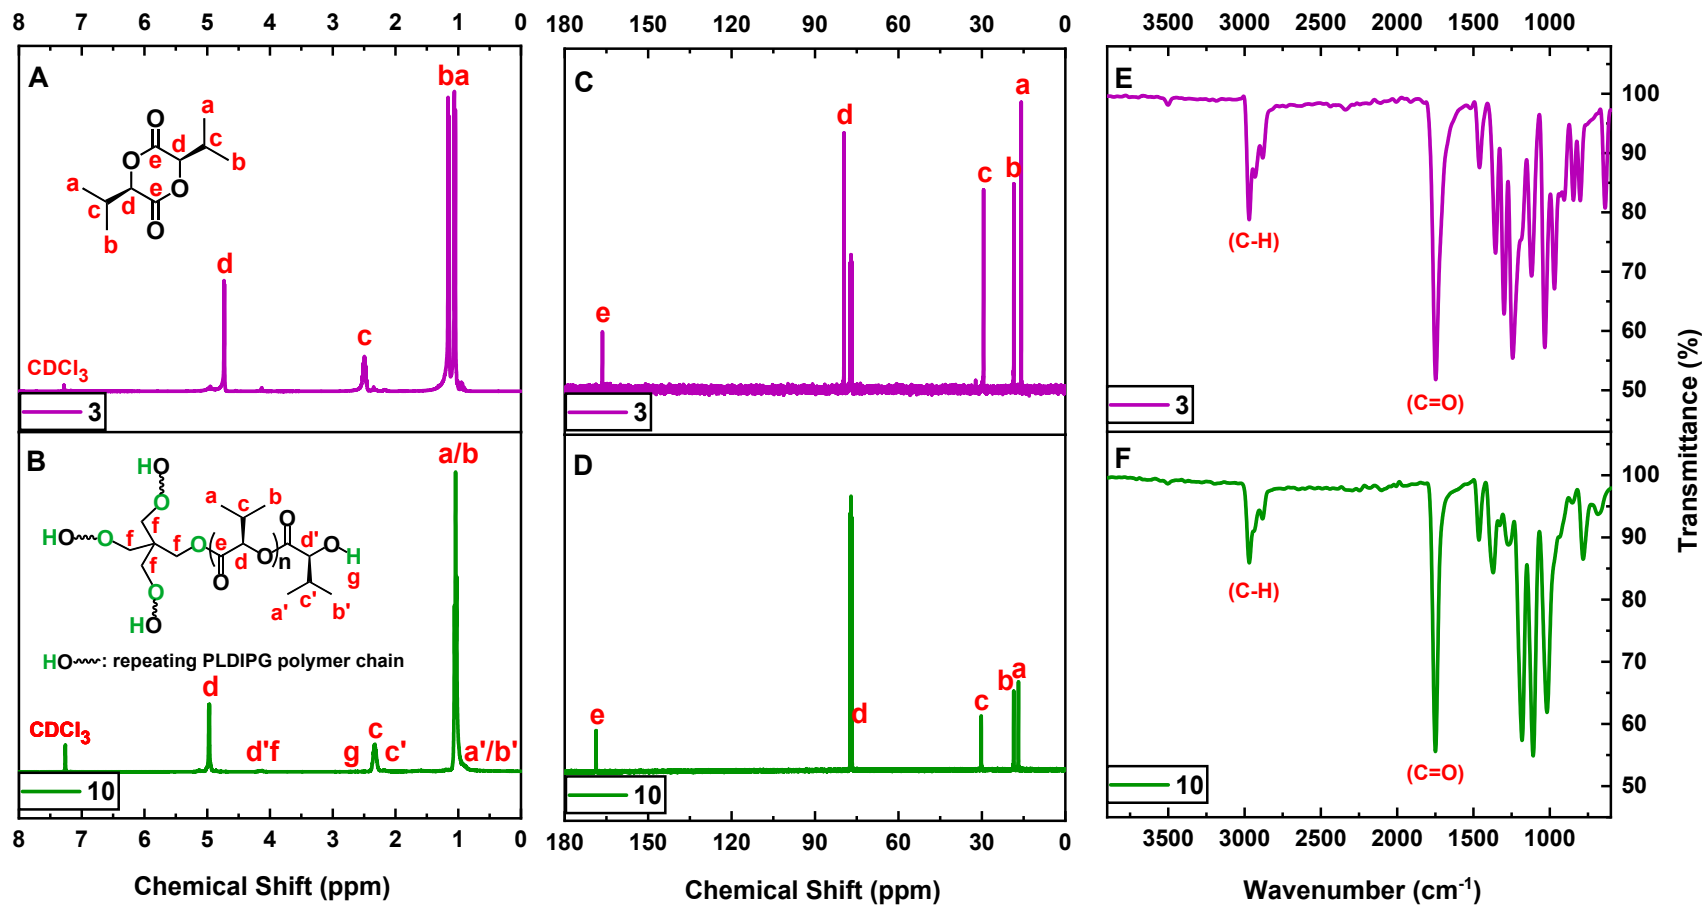 8 7 6 5 4 3 2 1 0
A
ba
a
O
d
c
O
e
b
a
e
O
c
d
b
O
d
c
CDCl3
3
B
a/b
HO
a
b
O
c
O
d'
O
HO
O
f
f
f
O
e
O
n
H
f
d
g
O
O
c'
a'
b'
HO
HO : repeating PLDIPG polymer chain
d
CDCl3
d'f
g
c
c'
a'/b'
10
8 7 6 5 4 3 2 1 0
Chemical Shift (ppm)
180 150 120 90 60 30 0
C
a
d
c
b
e
3
D
e
d
c
b
a
10
180 150 120 90 60 30 0
Chemical Shift (ppm)
3500 3000 2500 2000 1500 1000
E
100
90
80
70
60
50
(C-H)
(C=O)
3
F
100
90
80
70
60
50
(C-H)
(C=O)
10
3500 3000 2500 2000 1500 1000
Wavenumber (cm-1)
Transmittance (%)